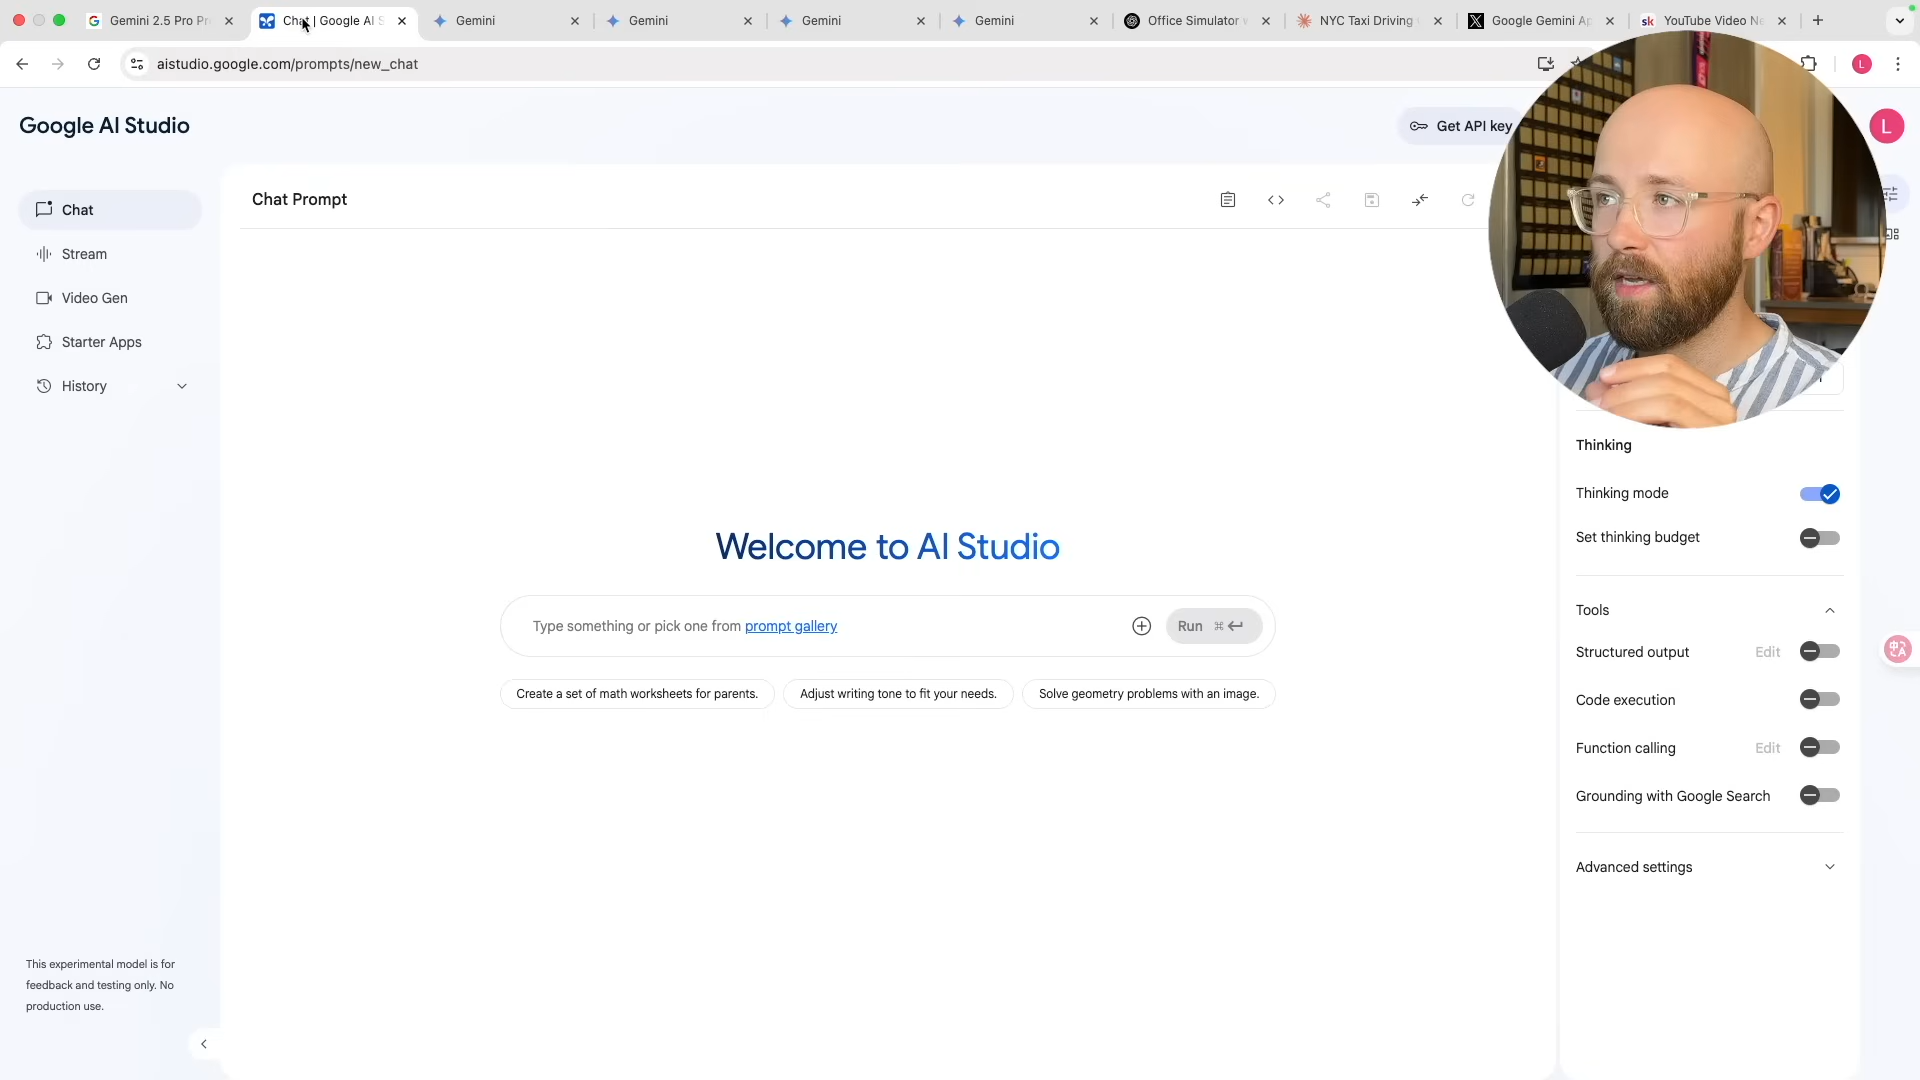 Gemini 2.5 Pro Pr
Chat | Google AI S
Gemini
Gemini
Gemini
Gemini
Office Simulator w
NYC Taxi Driving
Google Gemini Ap
YouTube Video Ne
aistudio.google.com/prompts/new_chat
L
Google AI Studio
Get API key
L
Chat
Stream
Video Gen
Starter Apps
History
Chat Prompt
Welcome to AI Studio
Type something or pick one from prompt gallery
Run ⌘
Create a set of math worksheets for parents.
Adjust writing tone to fit your needs.
Solve geometry problems with an image.
Thinking
Thinking mode
Set thinking budget
Tools
Structured output Edit
Code execution
Function calling Edit
Grounding with Google Search
Advanced settings
This experimental model is for
feedback and testing only. No
production use.